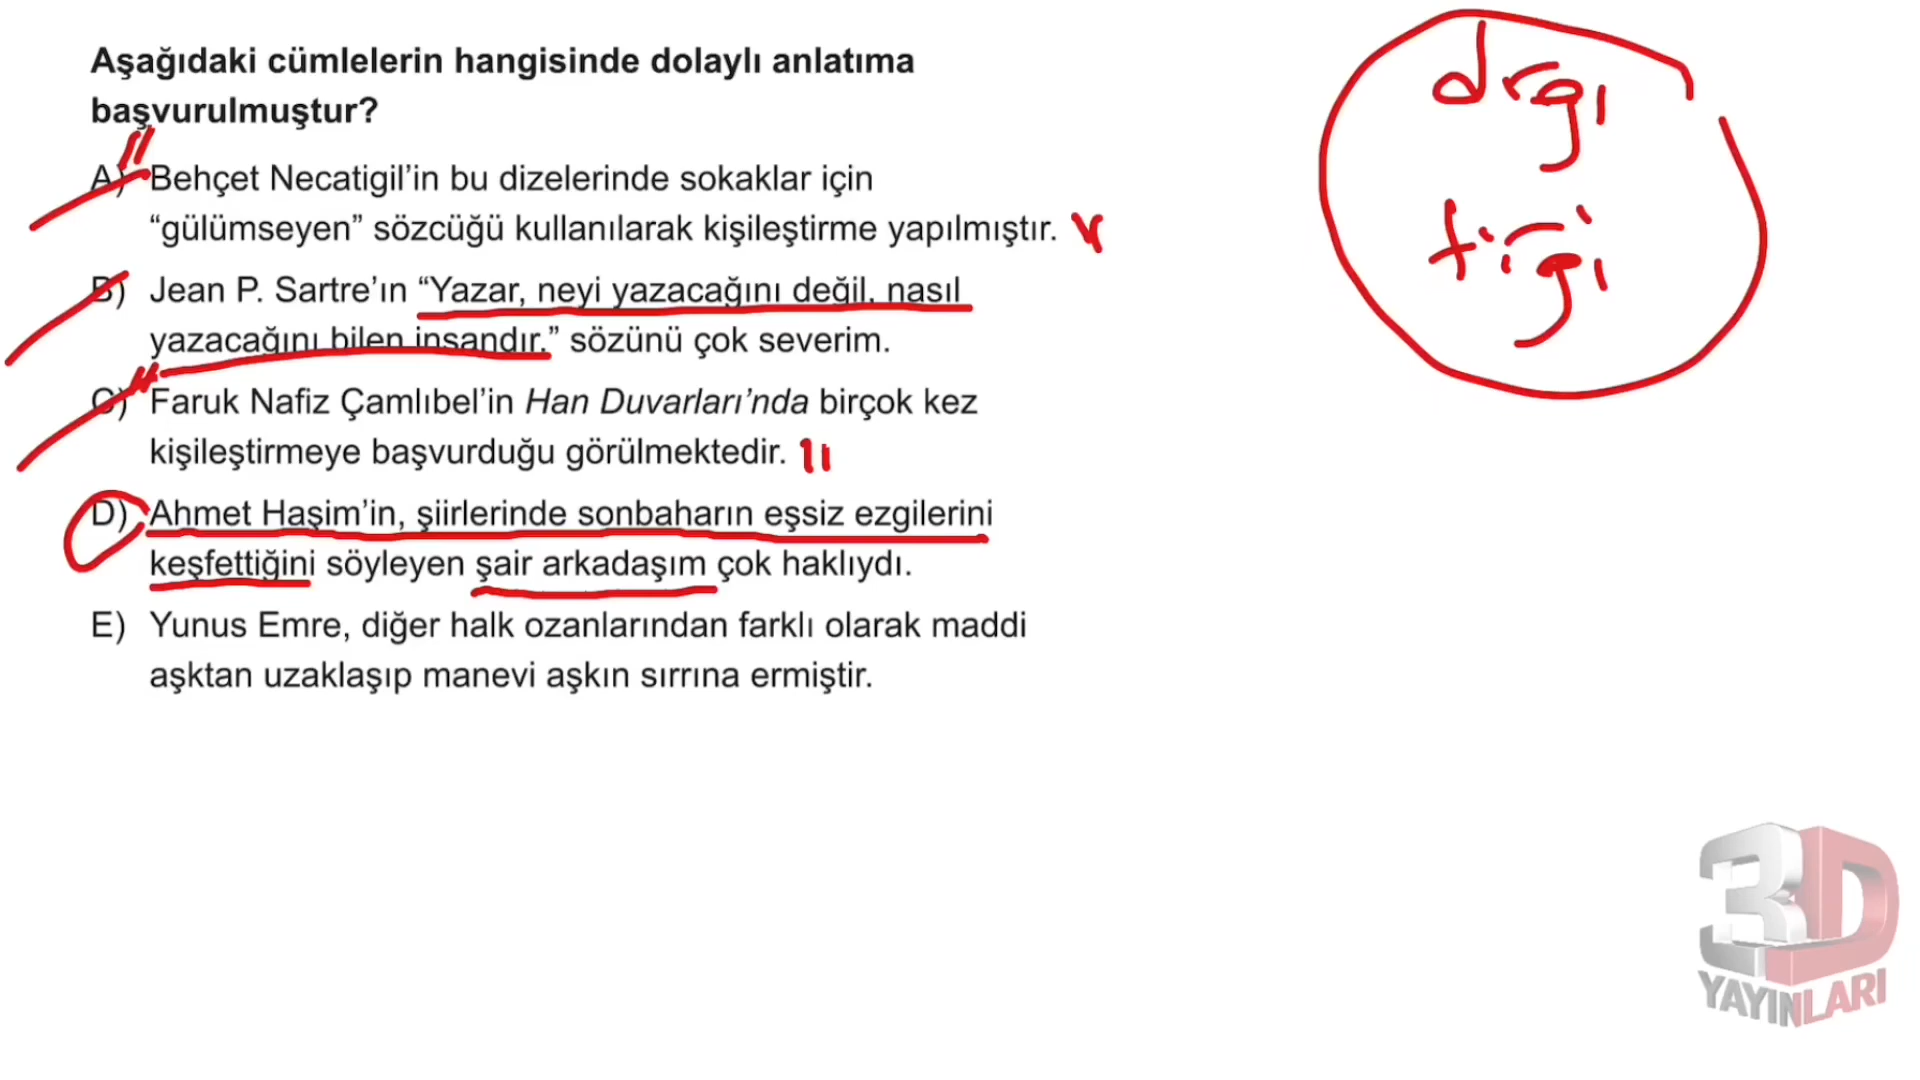 Aşağıdaki cümlelerin hangisinde dolaylı anlatıma
başvurulmuştur?
A) Behçet Necatigil’in bu dizelerinde sokaklar için
“gülümseyen” sözcüğü kullanılarak kişileştirme yapılmıştır.
B) Jean P. Sartre’ın “Yazar, neyi yazacağını değil, nasıl
yazacağını bilen insandır.” sözünü çok severim.
C) Faruk Nafiz Çamlıbel’in Han Duvarları’nda birçok kez
kişileştirmeye başvurduğu görülmektedir.
D) Ahmet Haşim’in, şiirlerinde sonbaharın eşsiz ezgilerini
keşfettiğini söyleyen şair arkadaşım çok haklıydı.
E) Yunus Emre, diğer halk ozanlarından farklı olarak maddi
aşktan uzaklaşıp manevi aşkın sırrına ermiştir.
3D
YAYINLARI